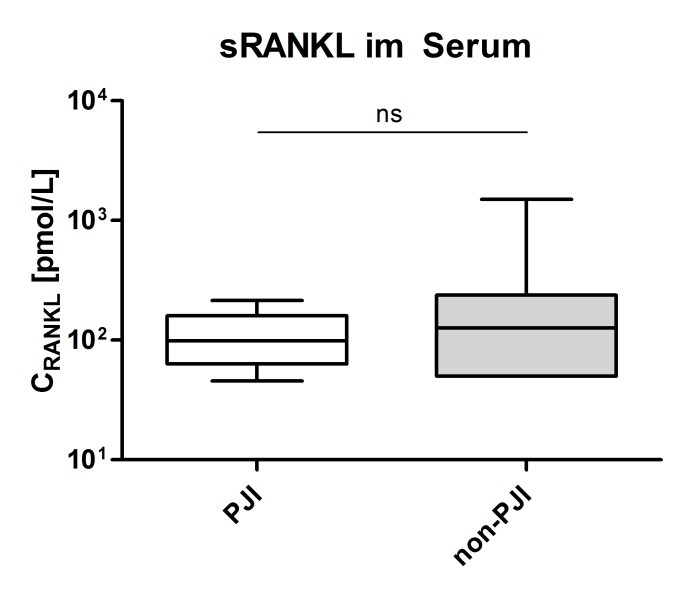 sRANKL im  Serum
10⁴
ns
10³
10²
10¹
C_RANKL [pmol/L]
PJI
non-PJI